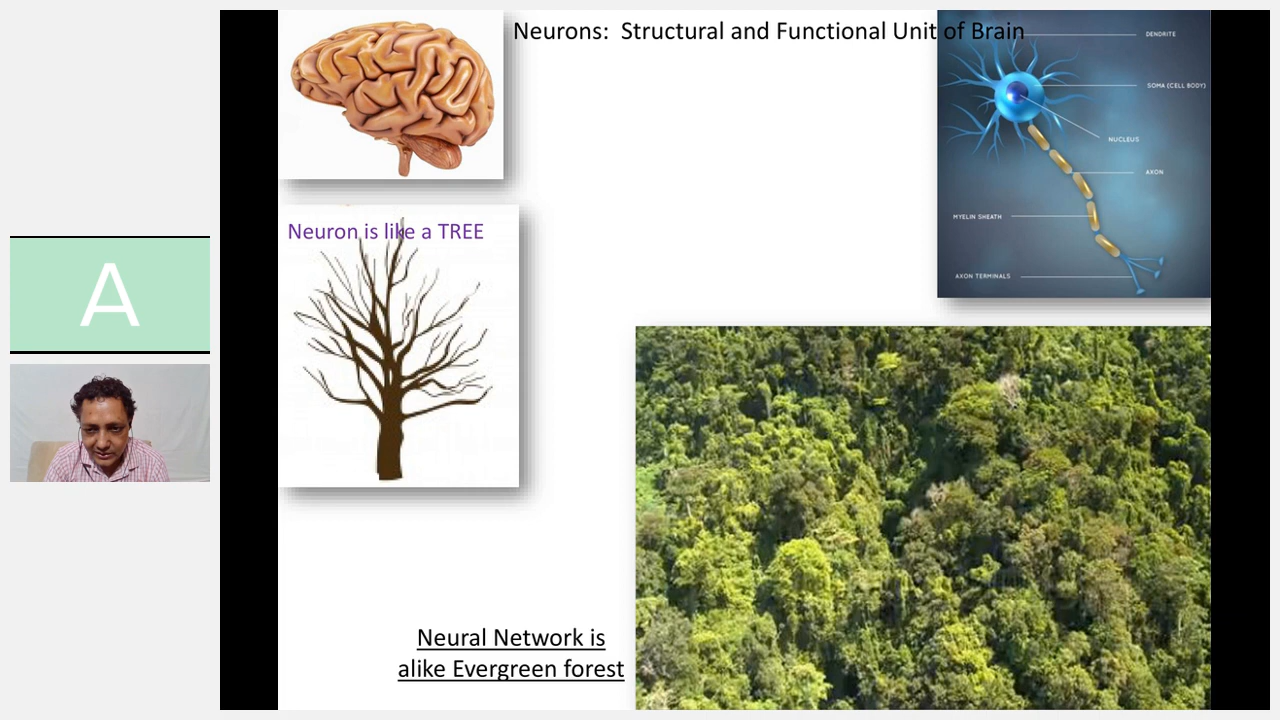 Neurons:  Structural and Functional Unit of Brain
DENDRITE
SOMA (CELL BODY)
NUCLEUS
AXON
MYELIN SHEATH
AXON TERMINALS
Neuron is like a TREE
A
Neural Network is
alike Evergreen forest